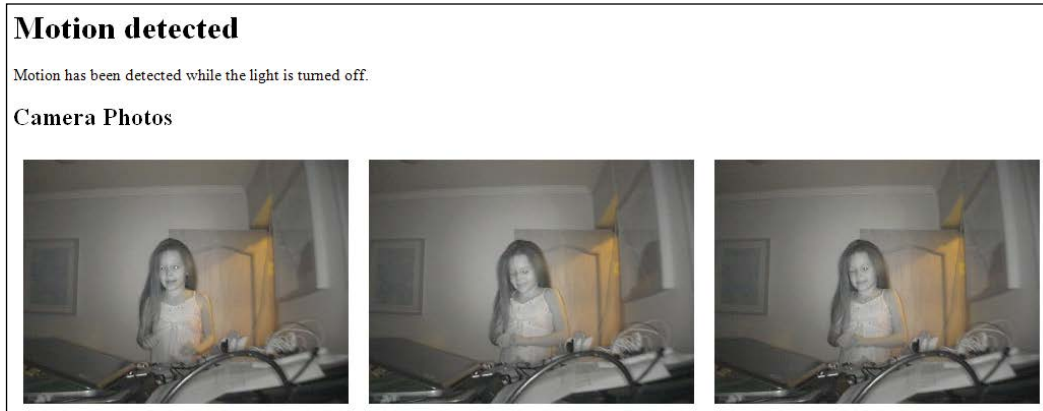 Motion detected
Motion has been detected while the light is turned off.
Camera Photos